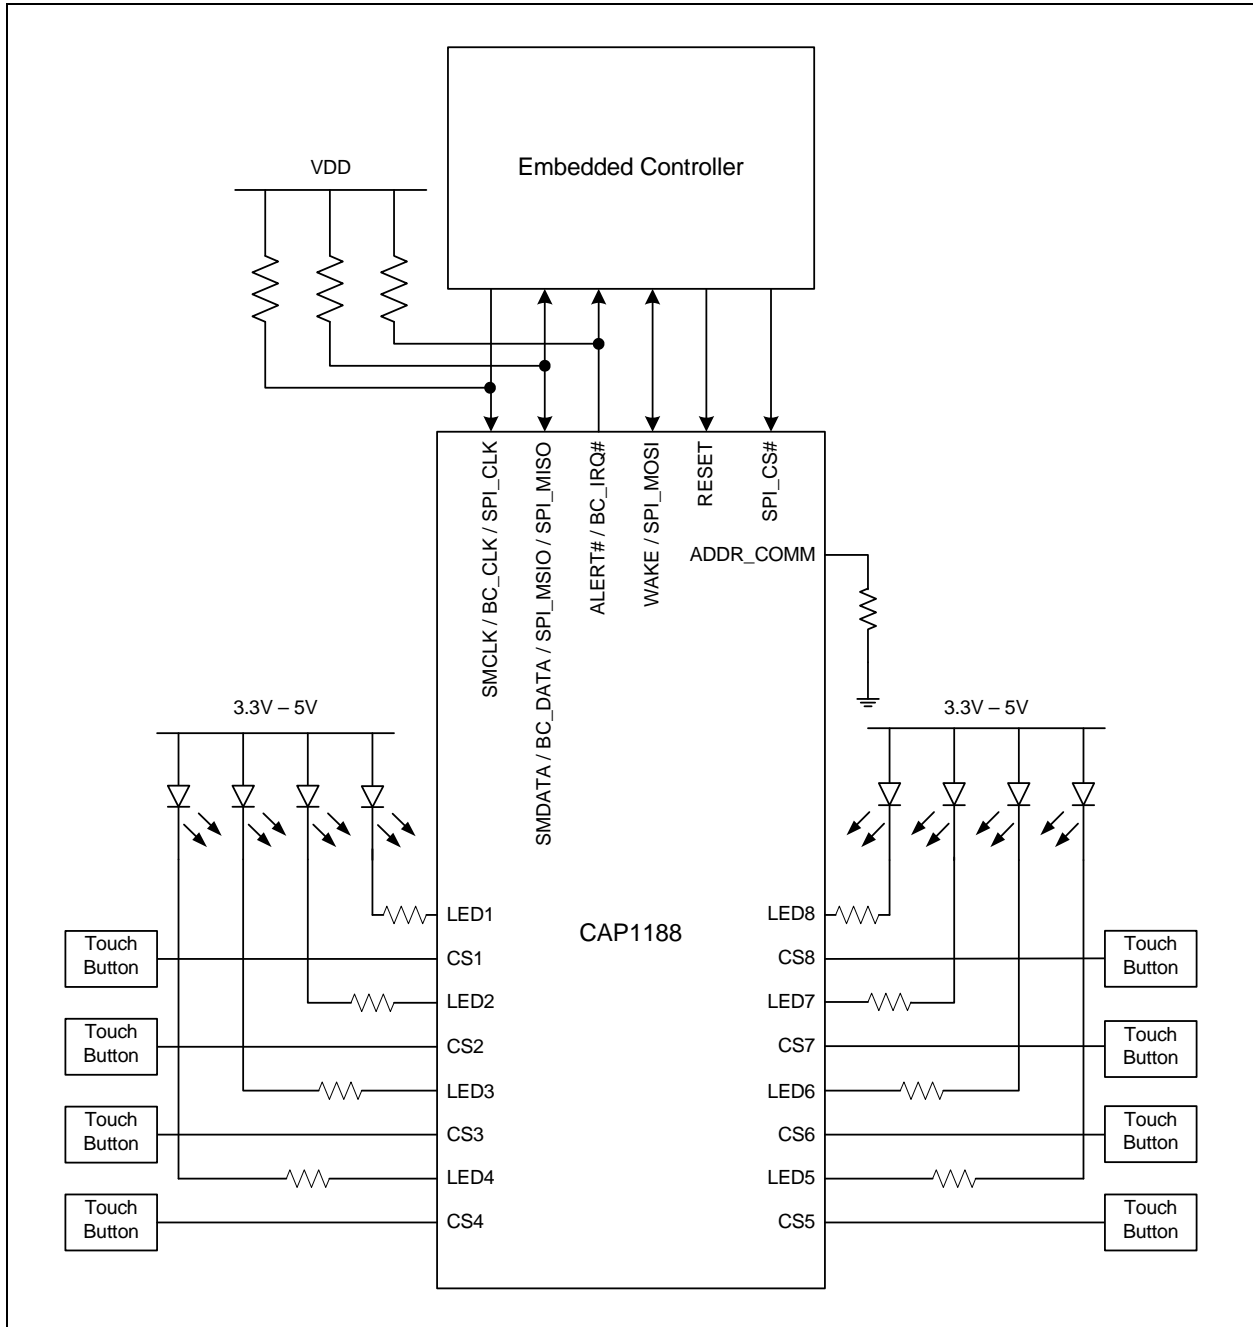 Embedded Controller
VDD
SMCLK / BC_CLK / SPI_CLK
SMDATA / BC_DATA / SPI_MSIO / SPI_MISO
ALERT# / BC_IRQ#
WAKE / SPI_MOSI
RESET
SPI_CS#
ADDR_COMM
3.3V – 5V
3.3V – 5V
CAP1188
LED1
CS1
LED2
CS2
LED3
CS3
LED4
CS4
LED8
CS8
LED7
CS7
LED6
CS6
LED5
CS5
Touch
Button
Touch
Button
Touch
Button
Touch
Button
Touch
Button
Touch
Button
Touch
Button
Touch
Button